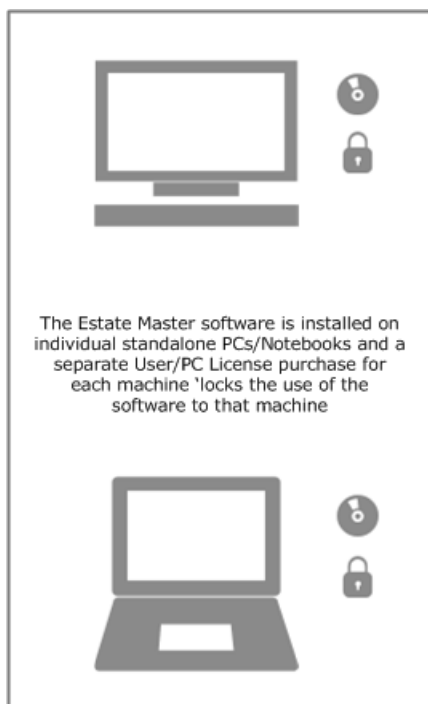 The Estate Master software is installed on
individual standalone PCs/Notebooks and a
separate User/PC License purchase for
each machine ‘locks the use of the
software to that machine